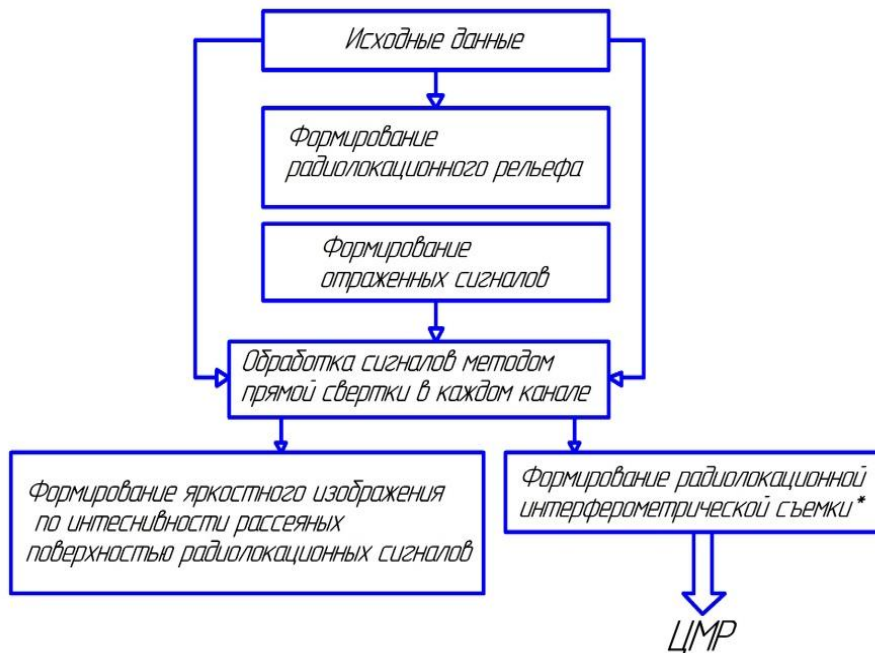 Исходные данные
Формирование
радиолокационного рельефа
Формирование
отраженных сигналов
Обработка сигналов методом
прямой свертки в каждом канале
Формирование яркостного изображения
по интеснивности рассеяных
поверхностью радиолокационных сигналов
Формирование радиолокационной
интерферометрической съемки*
ЦМР